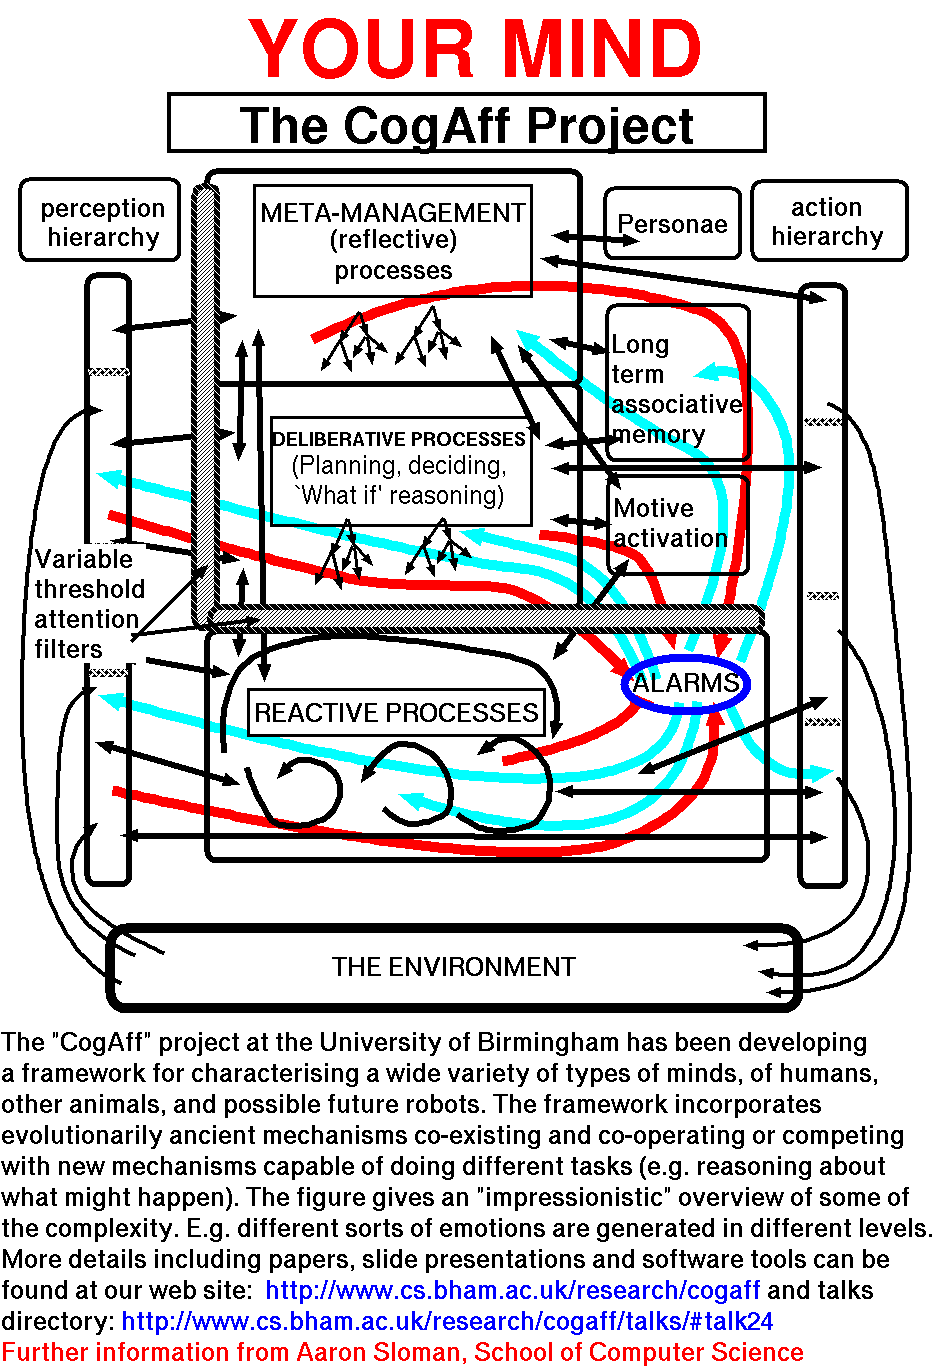 YOUR MIND
The CogAff Project
perception
hierarchy
META-MANAGEMENT
(reflective)
processes
Personae
action
hierarchy
Long
term
associative
memory
DELIBERATIVE PROCESSES
(Planning, deciding,
`What if' reasoning)
Motive
activation
Variable
threshold
attention
filters
ALARMS
REACTIVE PROCESSES
THE ENVIRONMENT
The "CogAff" project at the University of Birmingham has been developing
a framework for characterising a wide variety of types of minds, of humans,
other animals, and possible future robots. The framework incorporates
evolutionarily ancient mechanisms co-existing and co-operating or competing
with new mechanisms capable of doing different tasks (e.g. reasoning about
what might happen). The figure gives an "impressionistic" overview of some of
the complexity. E.g. different sorts of emotions are generated in different levels.
More details including papers, slide presentations and software tools can be
found at our web site: http://www.cs.bham.ac.uk/research/cogaff and talks
directory: http://www.cs.bham.ac.uk/research/cogaff/talks/#talk24
Further information from Aaron Sloman, School of Computer Science